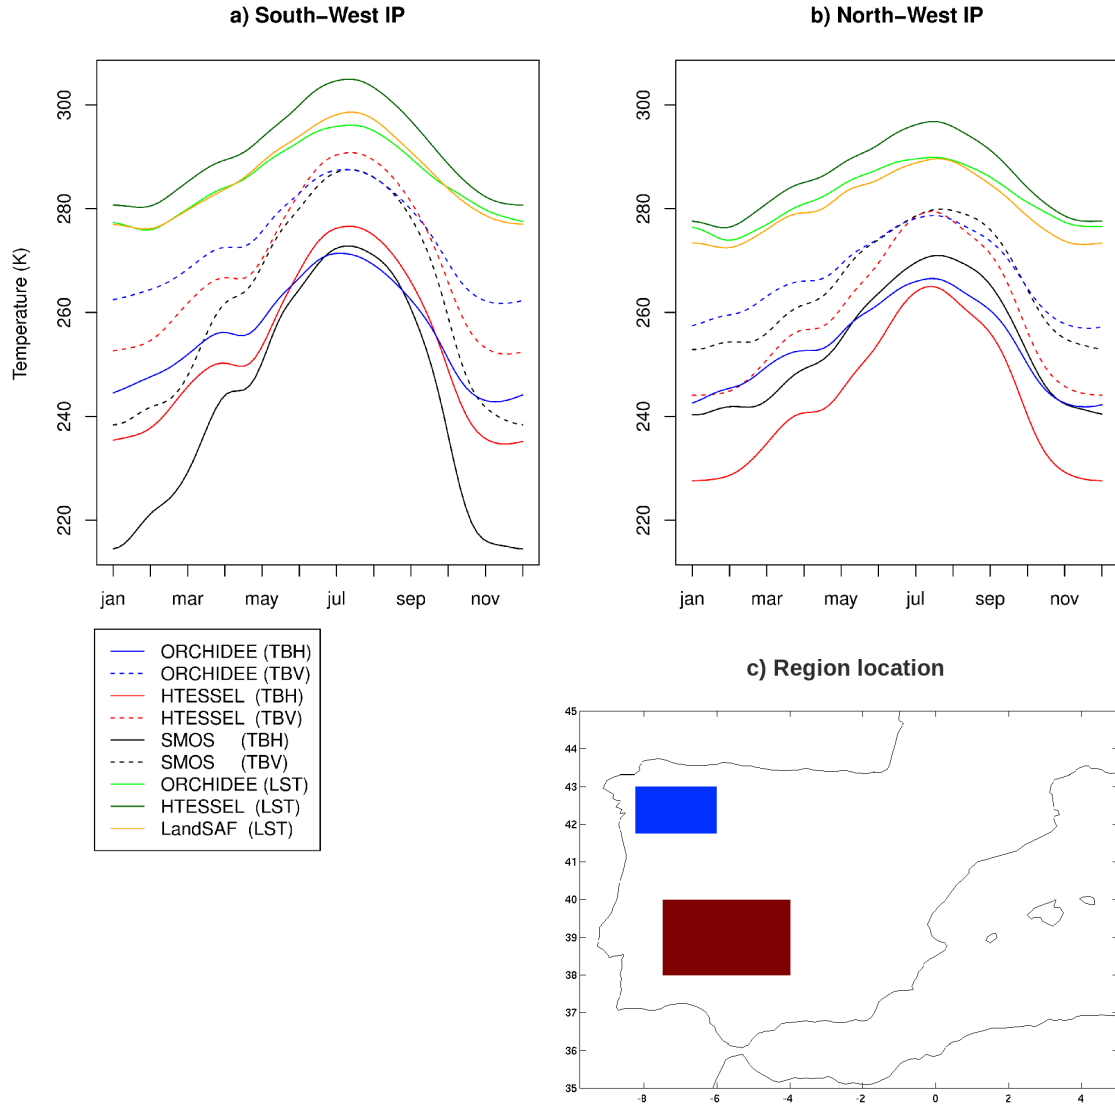 a) South−West IP
b) North−West IP
Temperature (K)
300
280
260
240
220
jan mar may jul sep nov
300
280
260
240
220
jan mar may jul sep nov
ORCHIDEE (TBH)
ORCHIDEE (TBV)
HTESSEL (TBH)
HTESSEL (TBV)
SMOS (TBH)
SMOS (TBV)
ORCHIDEE (LST)
HTESSEL (LST)
LandSAF (LST)
c) Region location
45
44
43
42
41
40
39
38
37
36
35
-8 -6 -4 -2 0 2 4